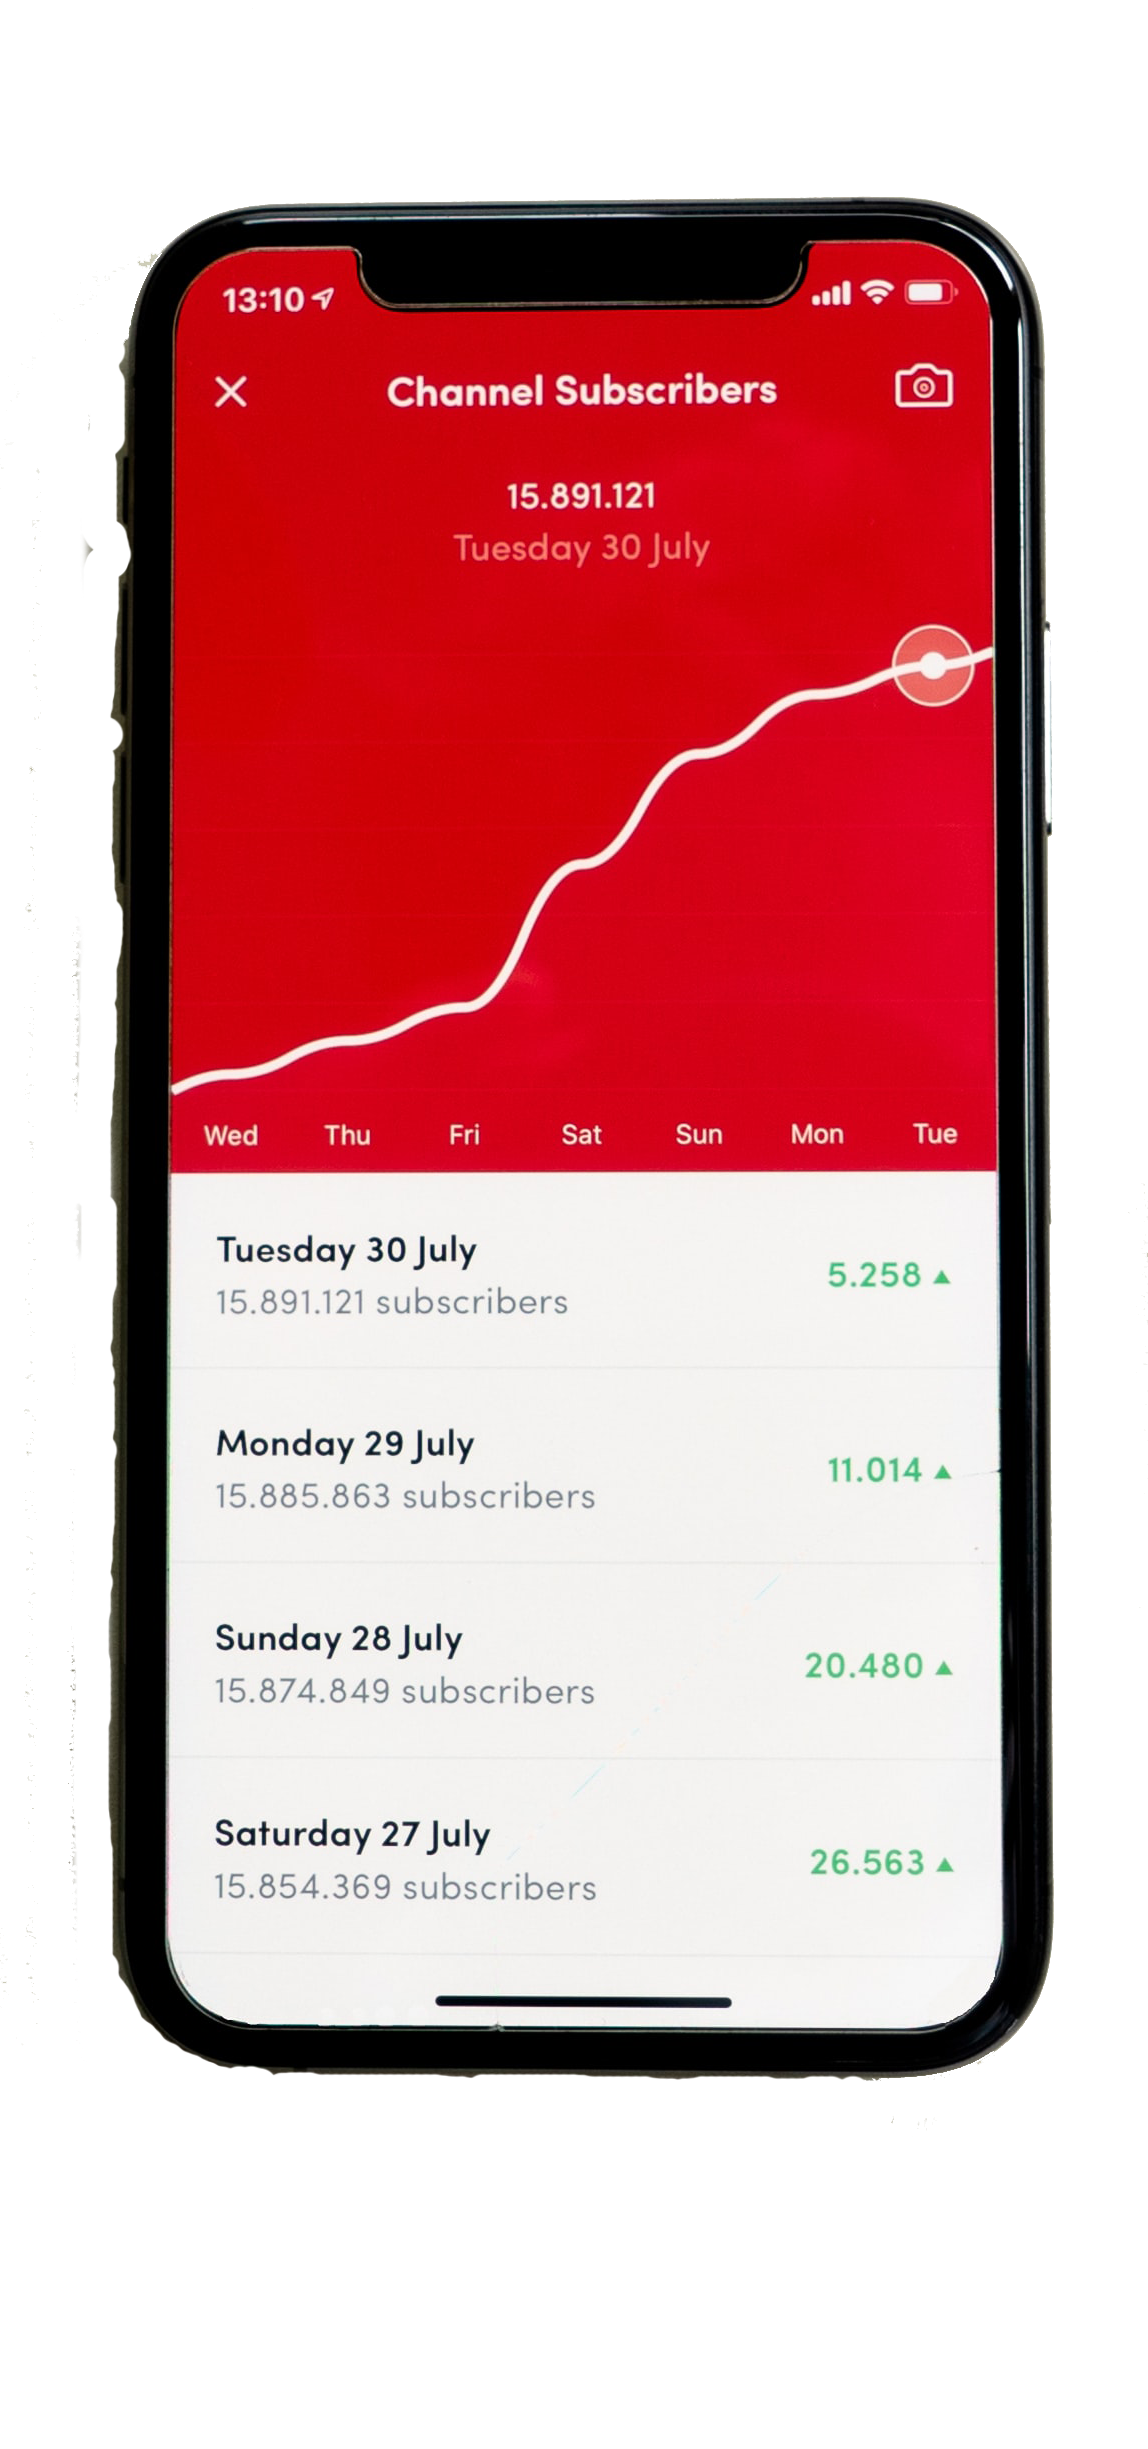 13:10
Channel Subscribers
15.891.121
Tuesday 30 July
Wed Thu Fri Sat Sun Mon Tue
Tuesday 30 July
15.891.121 subscribers
5.258 ▲
Monday 29 July
15.885.863 subscribers
11.014 ▲
Sunday 28 July
15.874.849 subscribers
20.480 ▲
Saturday 27 July
15.854.369 subscribers
26.563 ▲